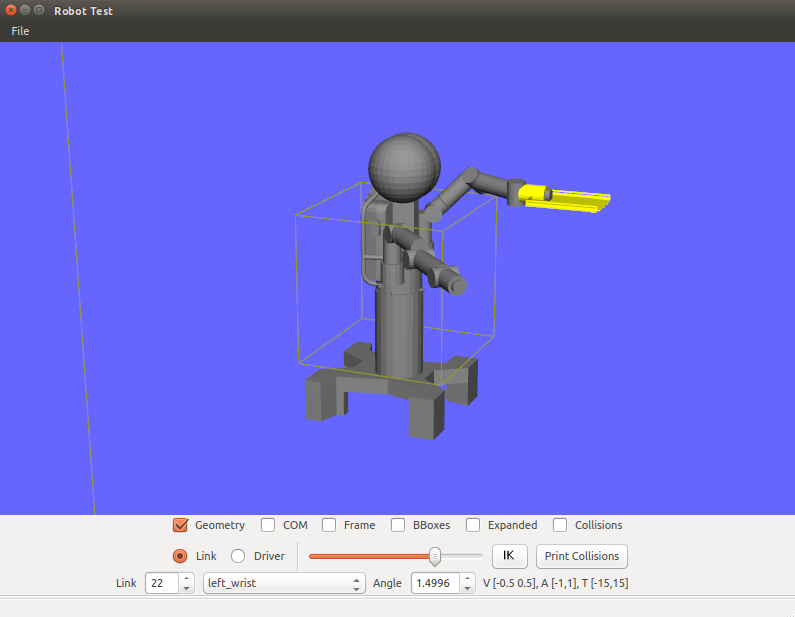 Robot Test
File
Geometry COM Frame BBoxes Expanded Collisions
Link Driver IK Print Collisions
Link 22 left_wrist Angle 1.4996 V [-0.5 0.5], A [-1,1], T [-15,15]